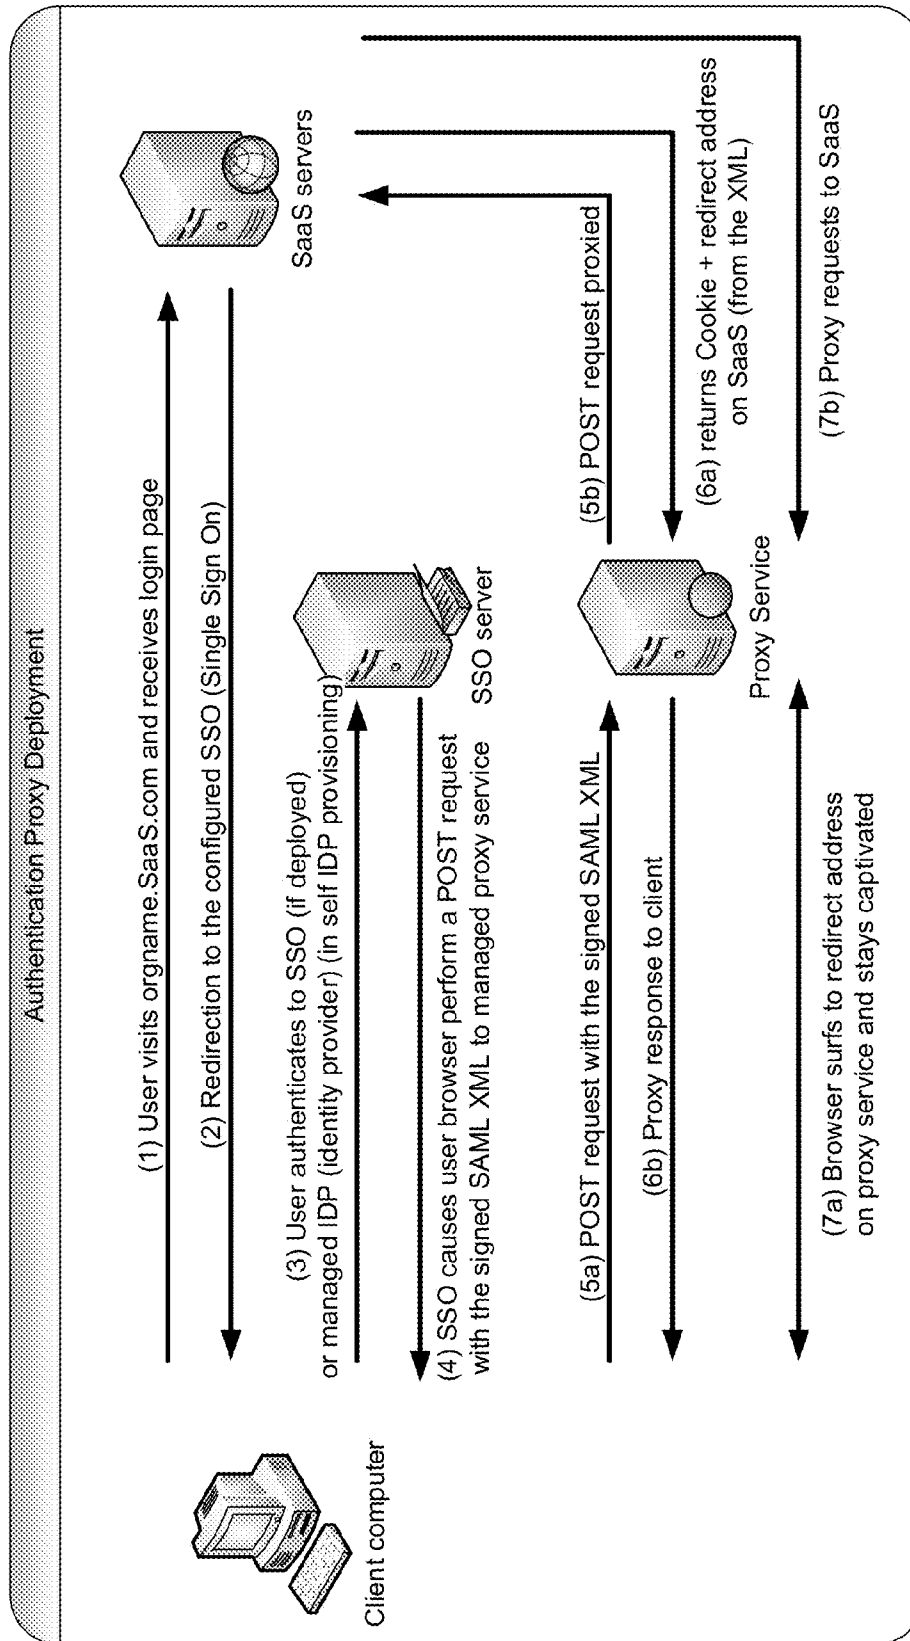 Authentication Proxy Deployment
(1) User visits orgname.SaaS.com and receives login page
(2) Redirection to the configured SSO (Single Sign On)
SaaS servers
(3) User authenticates to SSO (if deployed)
or managed IDP (identity provider) (in self IDP provisioning)
(4) SSO causes user browser perform a POST request
with the signed SAML XML to managed proxy service
SSO server
Client computer
(5a) POST request with the signed SAML XML
(5b) POST request proxied
(6a) returns Cookie + redirect address
on SaaS (from the XML)
(6b) Proxy response to client
Proxy Service
(7a) Browser surfs to redirect address
on proxy service and stays captivated
(7b) Proxy requests to SaaS